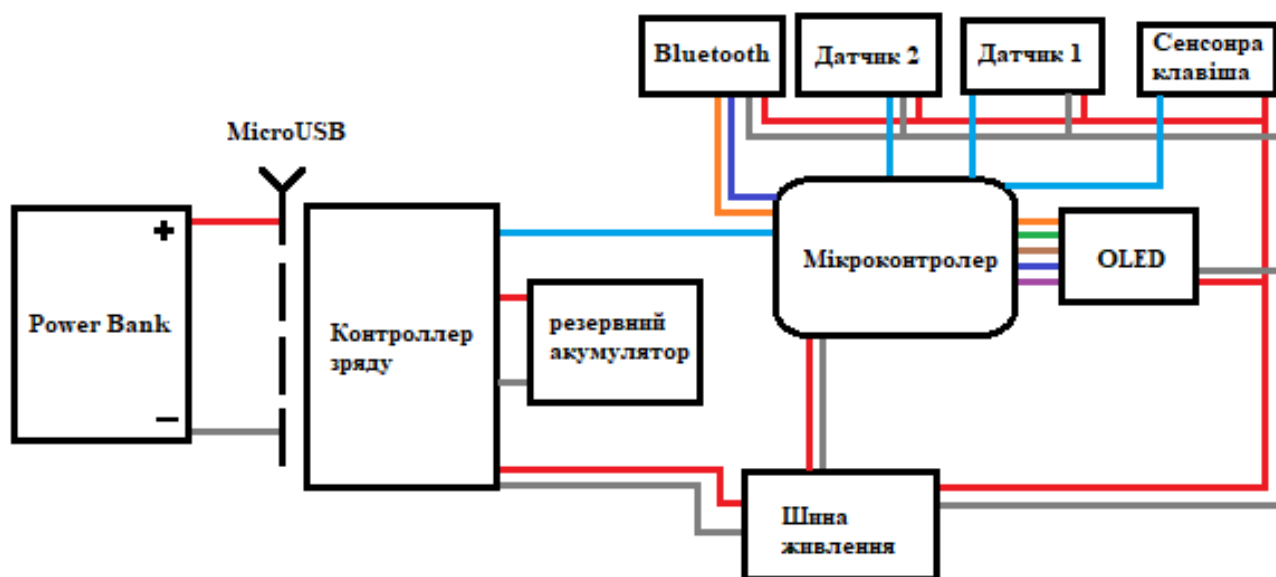 Bluetooth
Датчик 2
Датчик 1
Сенсонра
клавіша
MicroUSB
+
Power Bank
−
Контроллер
зряду
резервний
акумулятор
Мікроконтролер
OLED
Шина
живлення